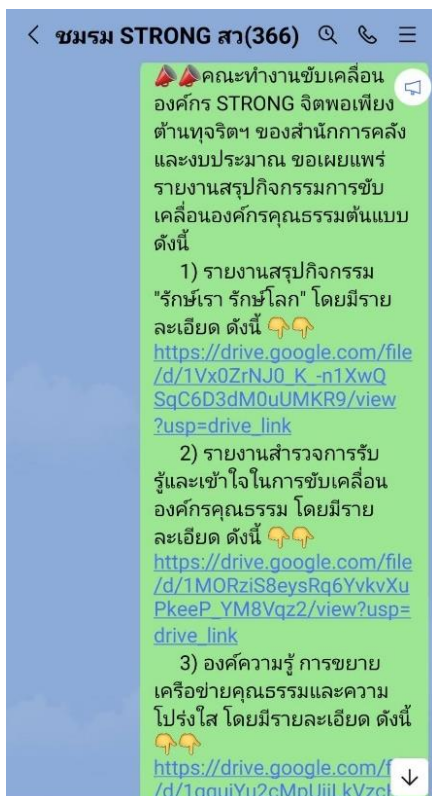 ชมรม STRONG สว(366)
📣📣คณะทำงานขับเคลื่อน
องค์กร STRONG จิตพอเพียง
ต้านทุจริตฯ ของสำนักการคลัง
และงบประมาณ ขอเผยแพร่
รายงานสรุปกิจกรรมการขับ
เคลื่อนองค์กรคุณธรรมต้นแบบ
ดังนี้
1) รายงานสรุปกิจกรรม
"รักษ์เรา รักษ์โลก" โดยมีราย
ละเอียด ดังนี้ 👇👇
https://drive.google.com/file
/d/1Vx0ZrNJ0_K_-n1XwQ
SqC6D3dM0uUMKR9/view
?usp=drive_link
2) รายงานสำรวจการรับ
รู้และเข้าใจในการขับเคลื่อน
องค์กรคุณธรรม โดยมีราย
ละเอียด ดังนี้ 👇👇
https://drive.google.com/file
/d/1MORziS8eysRq6YvkvXu
PkeeP_YM8Vqz2/view?usp=
drive_link
3) องค์ความรู้ การขยาย
เครือข่ายคุณธรรมและความ
โปร่งใส โดยมีรายละเอียด ดังนี้
👇👇
https://drive.google.com/f